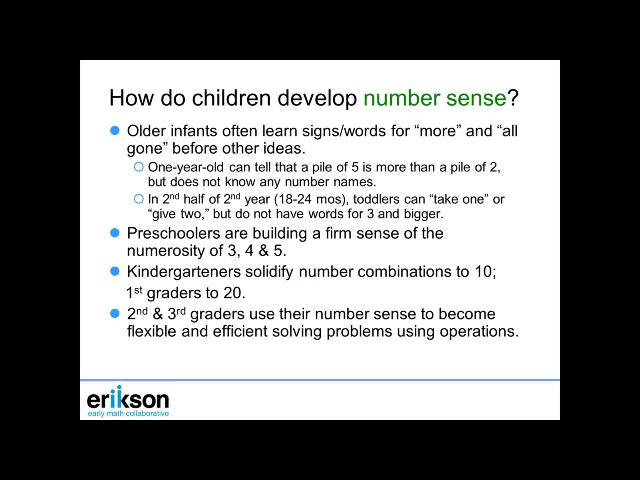 How do children develop number sense?
● Older infants often learn signs/words for “more” and “all
gone” before other ideas.
○ One-year-old can tell that a pile of 5 is more than a pile of 2,
but does not know any number names.
○ In 2nd half of 2nd year (18-24 mos), toddlers can “take one” or
“give two,” but do not have words for 3 and bigger.
● Preschoolers are building a firm sense of the
numerosity of 3, 4 & 5.
● Kindergarteners solidify number combinations to 10;
1st graders to 20.
● 2nd & 3rd graders use their number sense to become
flexible and efficient solving problems using operations.
erikson
early math collaborative